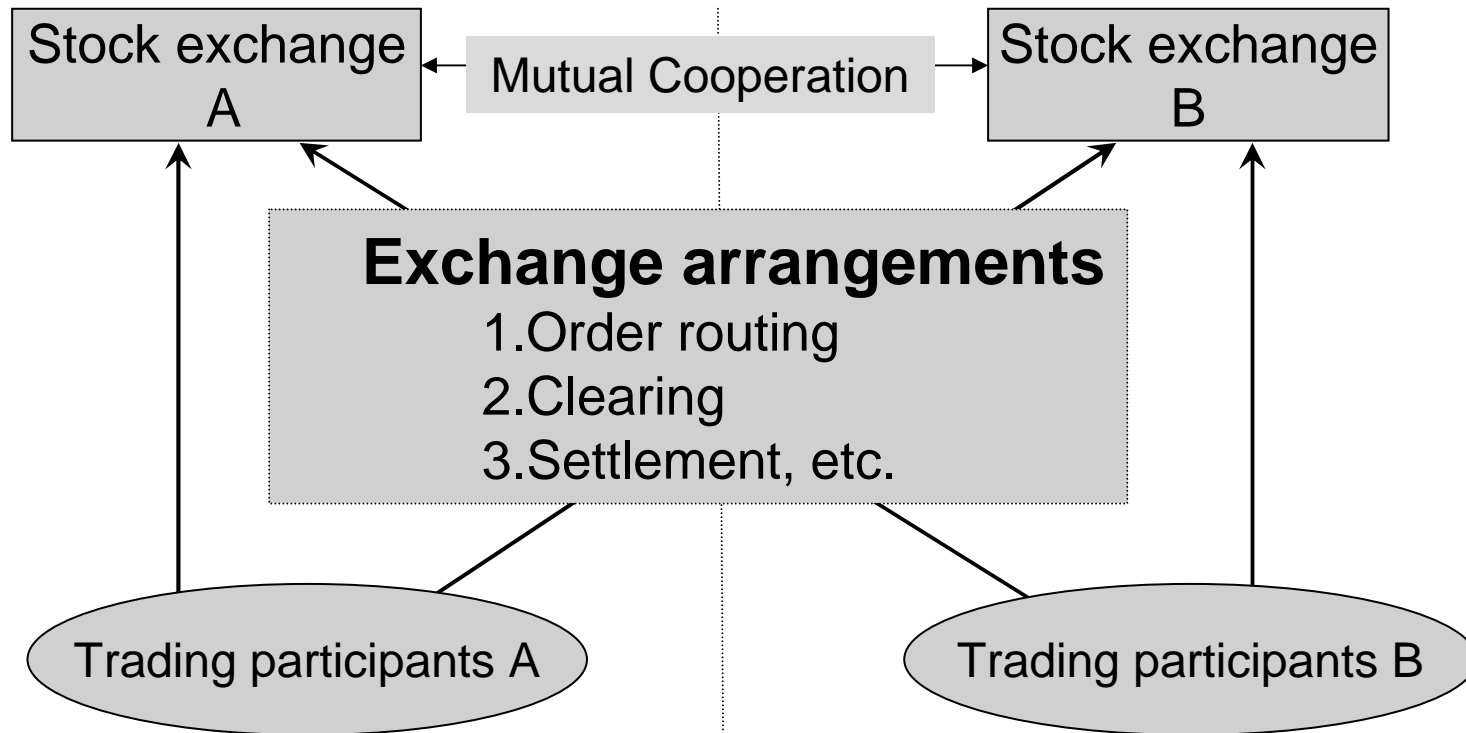 Stock exchange
A
Mutual Cooperation
Stock exchange
B
Exchange arrangements
1.Order routing
2.Clearing
3.Settlement, etc.
Trading participants A
Trading participants B